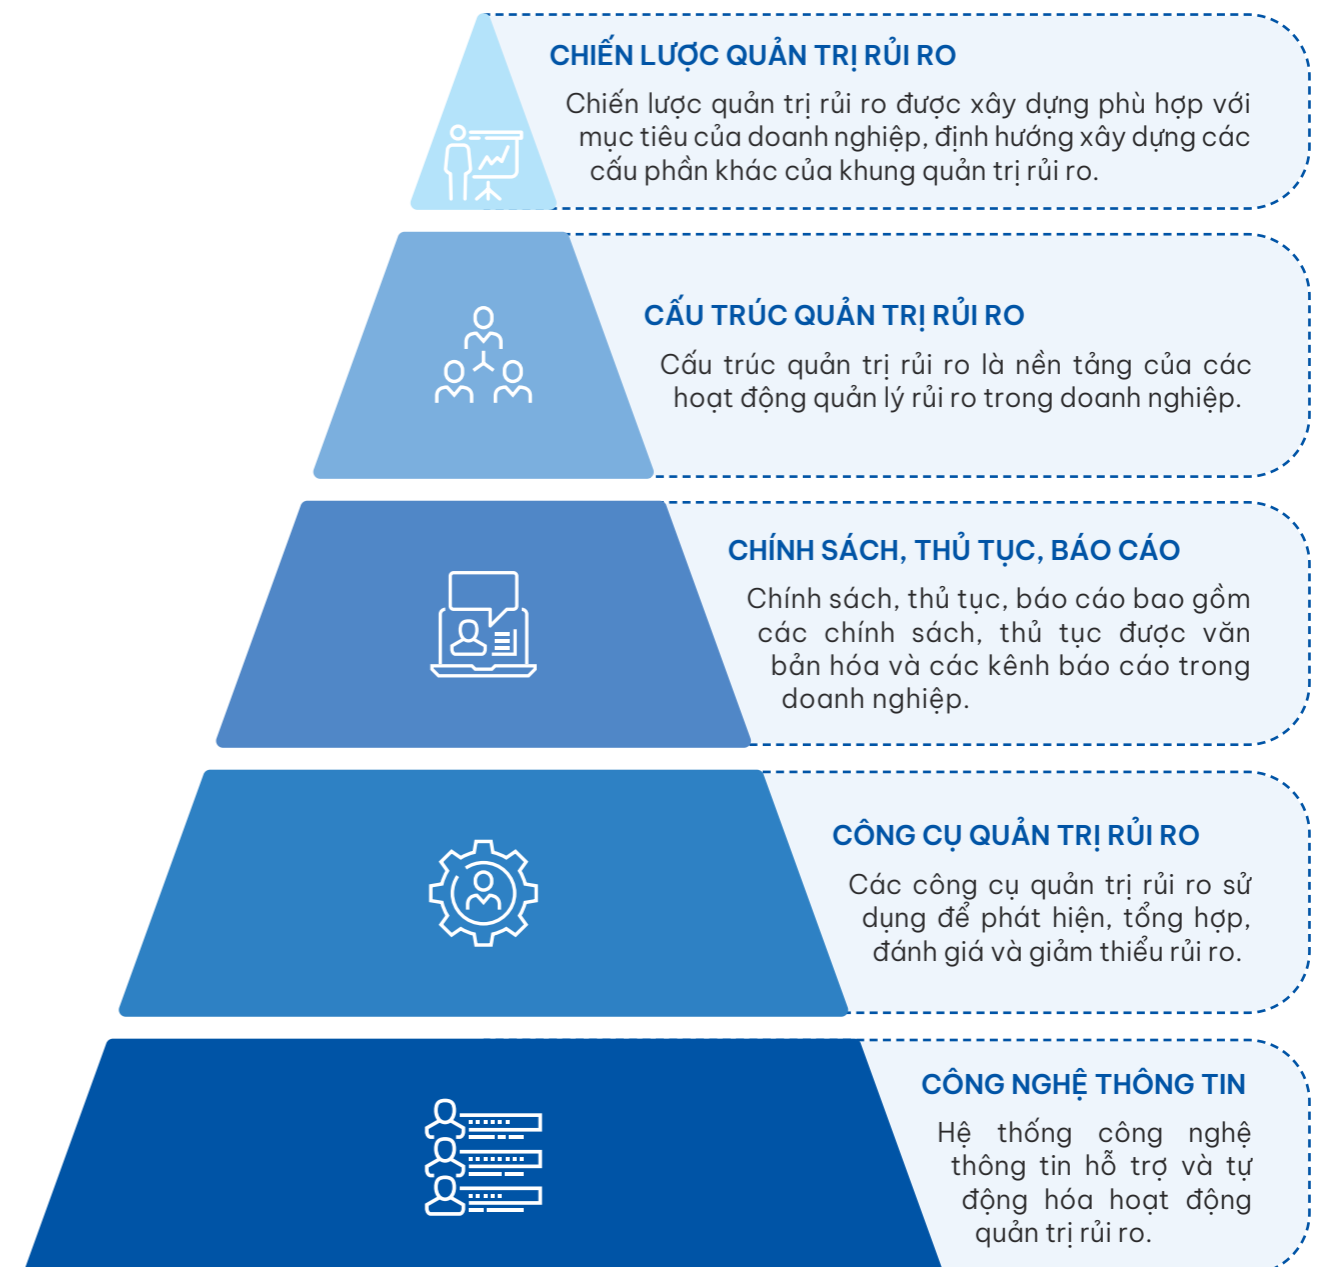 CHIẾN LƯỢC QUẢN TRỊ RỦI RO
Chiến lược quản trị rủi ro được xây dựng phù hợp với
mục tiêu của doanh nghiệp, định hướng xây dựng các
cấu phần khác của khung quản trị rủi ro.
CẤU TRÚC QUẢN TRỊ RỦI RO
Cấu trúc quản trị rủi ro là nền tảng của các
hoạt động quản lý rủi ro trong doanh nghiệp.
CHÍNH SÁCH, THỦ TỤC, BÁO CÁO
Chính sách, thủ tục, báo cáo bao gồm
các chính sách, thủ tục được văn
bản hóa và các kênh báo cáo trong
doanh nghiệp.
CÔNG CỤ QUẢN TRỊ RỦI RO
Các công cụ quản trị rủi ro sử
dụng để phát hiện, tổng hợp,
đánh giá và giảm thiểu rủi ro.
CÔNG NGHỆ THÔNG TIN
Hệ thống công nghệ
thông tin hỗ trợ và tự
động hóa hoạt động
quản trị rủi ro.